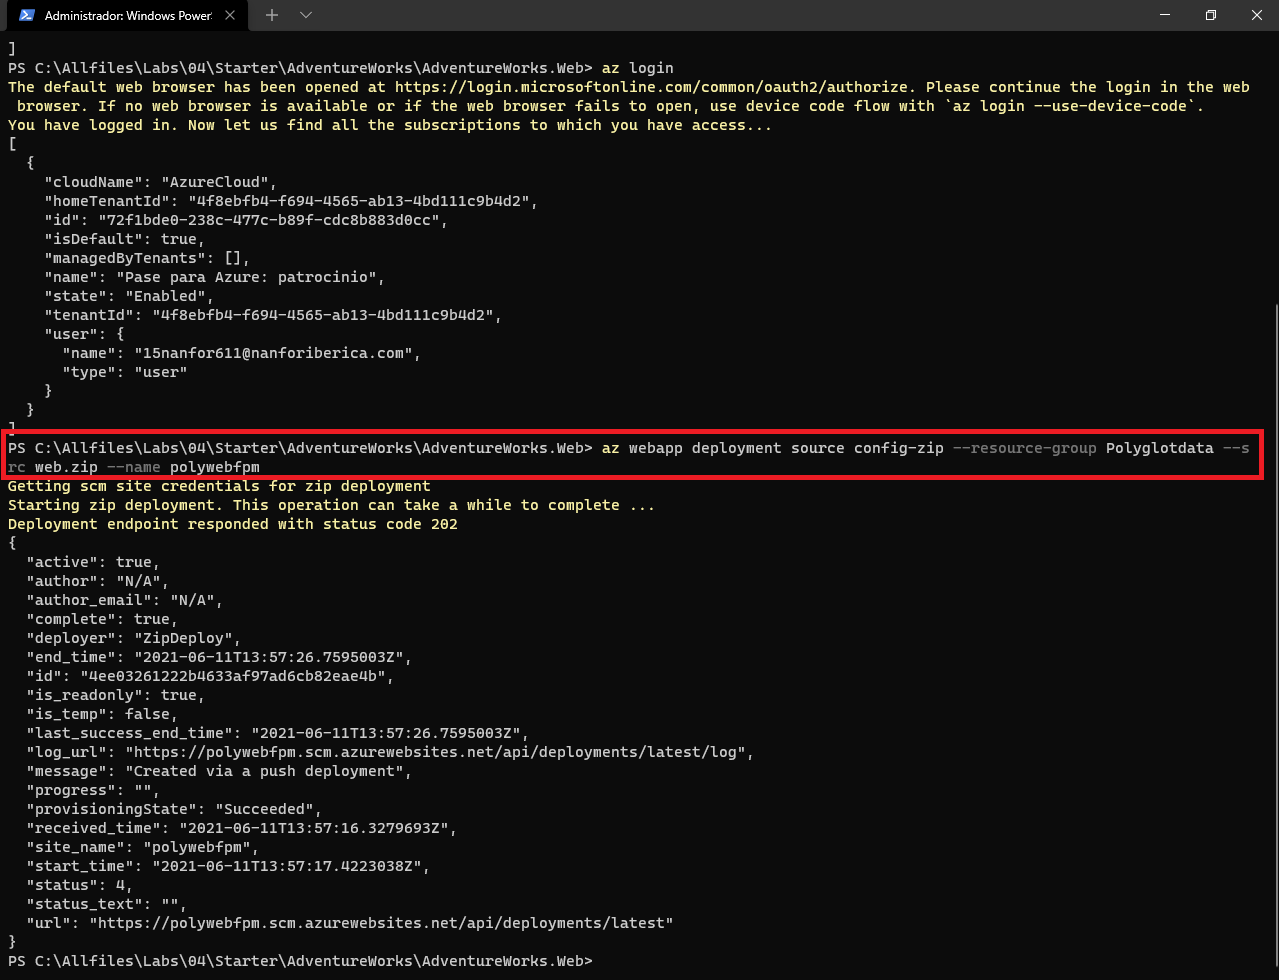 Administrador: Windows Power
]
PS C:\Allfiles\Labs\04\Starter\AdventureWorks\AdventureWorks.Web> az login
The default web browser has been opened at https://login.microsoftonline.com/common/oauth2/authorize. Please continue the login in the web
 browser. If no web browser is available or if the web browser fails to open, use device code flow with `az login --use-device-code`.
You have logged in. Now let us find all the subscriptions to which you have access...
[
  {
    "cloudName": "AzureCloud",
    "homeTenantId": "4f8ebfb4-f694-4565-ab13-4bd111c9b4d2",
    "id": "72f1bde0-238c-477c-b89f-cdc8b883d0cc",
    "isDefault": true,
    "managedByTenants": [],
    "name": "Pase para Azure: patrocinio",
    "state": "Enabled",
    "tenantId": "4f8ebfb4-f694-4565-ab13-4bd111c9b4d2",
    "user": {
      "name": "15nanfor611@nanforiberica.com",
      "type": "user"
    }
  }
]
PS C:\Allfiles\Labs\04\Starter\AdventureWorks\AdventureWorks.Web> az webapp deployment source config-zip --resource-group Polyglotdata --s
rc web.zip --name polywebfpm
Getting scm site credentials for zip deployment
Starting zip deployment. This operation can take a while to complete ...
Deployment endpoint responded with status code 202
{
  "active": true,
  "author": "N/A",
  "author_email": "N/A",
  "complete": true,
  "deployer": "ZipDeploy",
  "end_time": "2021-06-11T13:57:26.7595003Z",
  "id": "4ee03261222b4633af97ad6cb82eae4b",
  "is_readonly": true,
  "is_temp": false,
  "last_success_end_time": "2021-06-11T13:57:26.7595003Z",
  "log_url": "https://polywebfpm.scm.azurewebsites.net/api/deployments/latest/log",
  "message": "Created via a push deployment",
  "progress": "",
  "provisioningState": "Succeeded",
  "received_time": "2021-06-11T13:57:16.3279693Z",
  "site_name": "polywebfpm",
  "start_time": "2021-06-11T13:57:17.4223038Z",
  "status": 4,
  "status_text": "",
  "url": "https://polywebfpm.scm.azurewebsites.net/api/deployments/latest"
}
PS C:\Allfiles\Labs\04\Starter\AdventureWorks\AdventureWorks.Web>